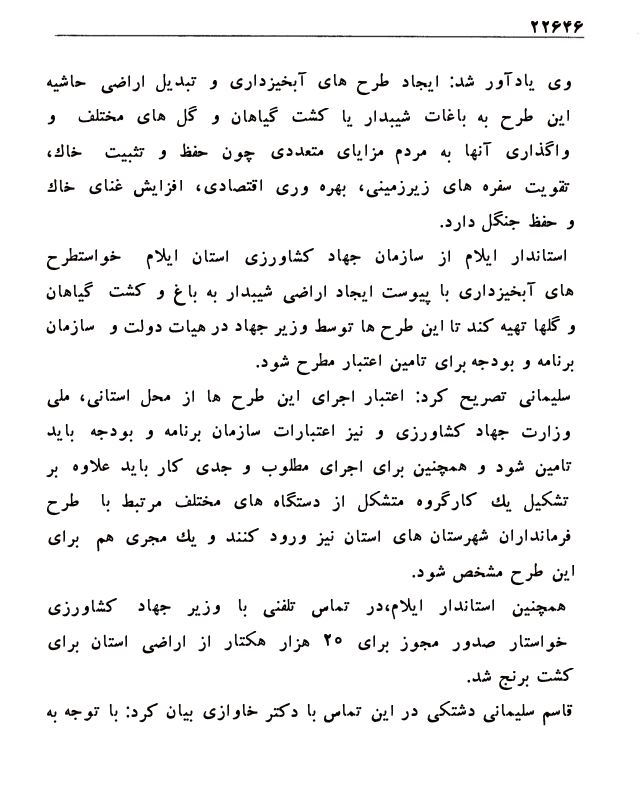 ۲۲۶۴۶
وی یادآور شد: ایجاد طرح های آبخیزداری و تبدیل اراضی حاشیه
این طرح به باغات شیبدار یا کشت گیاهان و گل های مختلف و
واگذاری آنها به مردم مزایای متعددی چون حفظ و تثبیت خاک،
تقویت سفره های زیرزمینی، بهره وری اقتصادی، افزایش غنای خاک
و حفظ جنگل دارد.
استاندار ایلام از سازمان جهاد کشاورزی استان ایلام خواستطرح
های آبخیزداری با پیوست ایجاد اراضی شیبدار به باغ و کشت گیاهان
و گلها تهیه کند تا این طرح ها توسط وزیر جهاد در هیات دولت و سازمان
برنامه و بودجه برای تامین اعتبار مطرح شود.
سلیمانی تصریح کرد: اعتبار اجرای این طرح ها از محل استانی، ملی
وزارت جهاد کشاورزی و نیز اعتبارات سازمان برنامه و بودجه باید
تامین شود و همچنین برای اجرای مطلوب و جدی کار باید علاوه بر
تشکیل یک کارگروه متشکل از دستگاه های مختلف مرتبط با طرح
فرمانداران شهرستان های استان نیز ورود کنند و یک مجری هم برای
این طرح مشخص شود.
همچنین استاندار ایلام،در تماس تلفنی با وزیر جهاد کشاورزی
خواستار صدور مجوز برای ۲۰ هزار هکتار از اراضی استان برای
کشت برنج شد.
قاسم سلیمانی دشتکی در این تماس با دکتر خاوازی بیان کرد: با توجه به